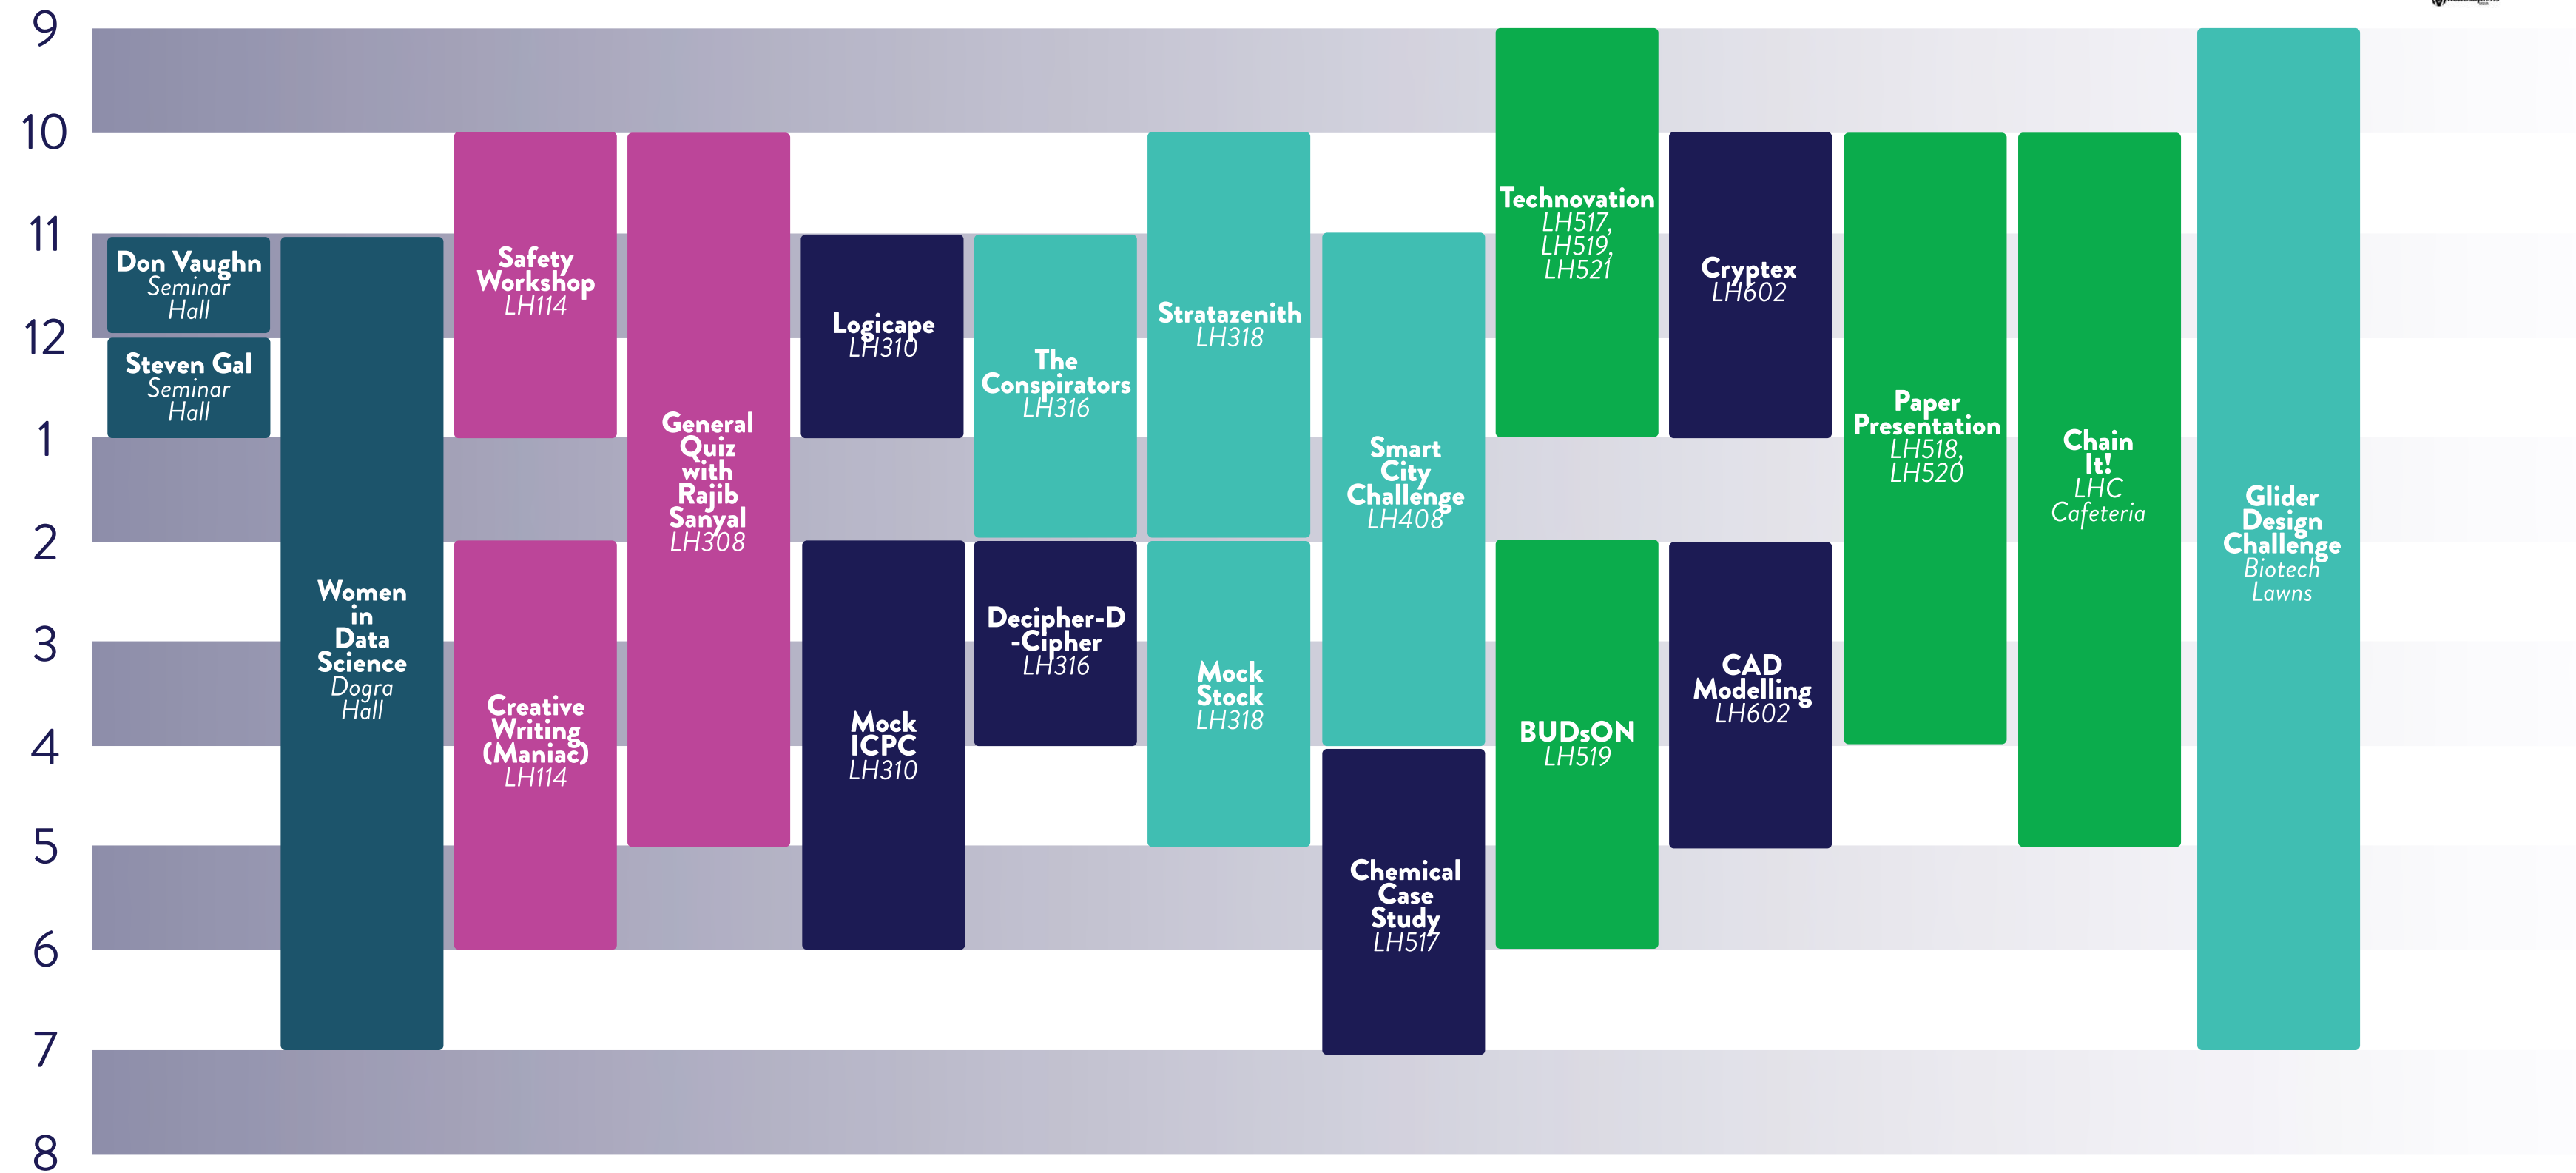 9
10
11
12
1
2
3
4
5
6
7
8
Don Vaughn
Seminar
Hall
Steven Gal
Seminar
Hall
Women
in
Data
Science
Dogra
Hall
Safety
Workshop
LH114
Creative
Writing
(Maniac)
LH114
General
Quiz
with
Rajib
Sanyal
LH308
Logicape
LH310
Mock
ICPC
LH310
The
Conspirators
LH316
Decipher-D
-Cipher
LH316
Stratazenith
LH318
Mock
Stock
LH318
Smart
City
Challenge
LH408
Chemical
Case
Study
LH517
Technovation
LH517,
LH519,
LH521
BUDsON
LH519
Cryptex
LH602
CAD
Modelling
LH602
Paper
Presentation
LH518,
LH520
Chain
It!
LHC
Cafeteria
Glider
Design
Challenge
Biotech
Lawns